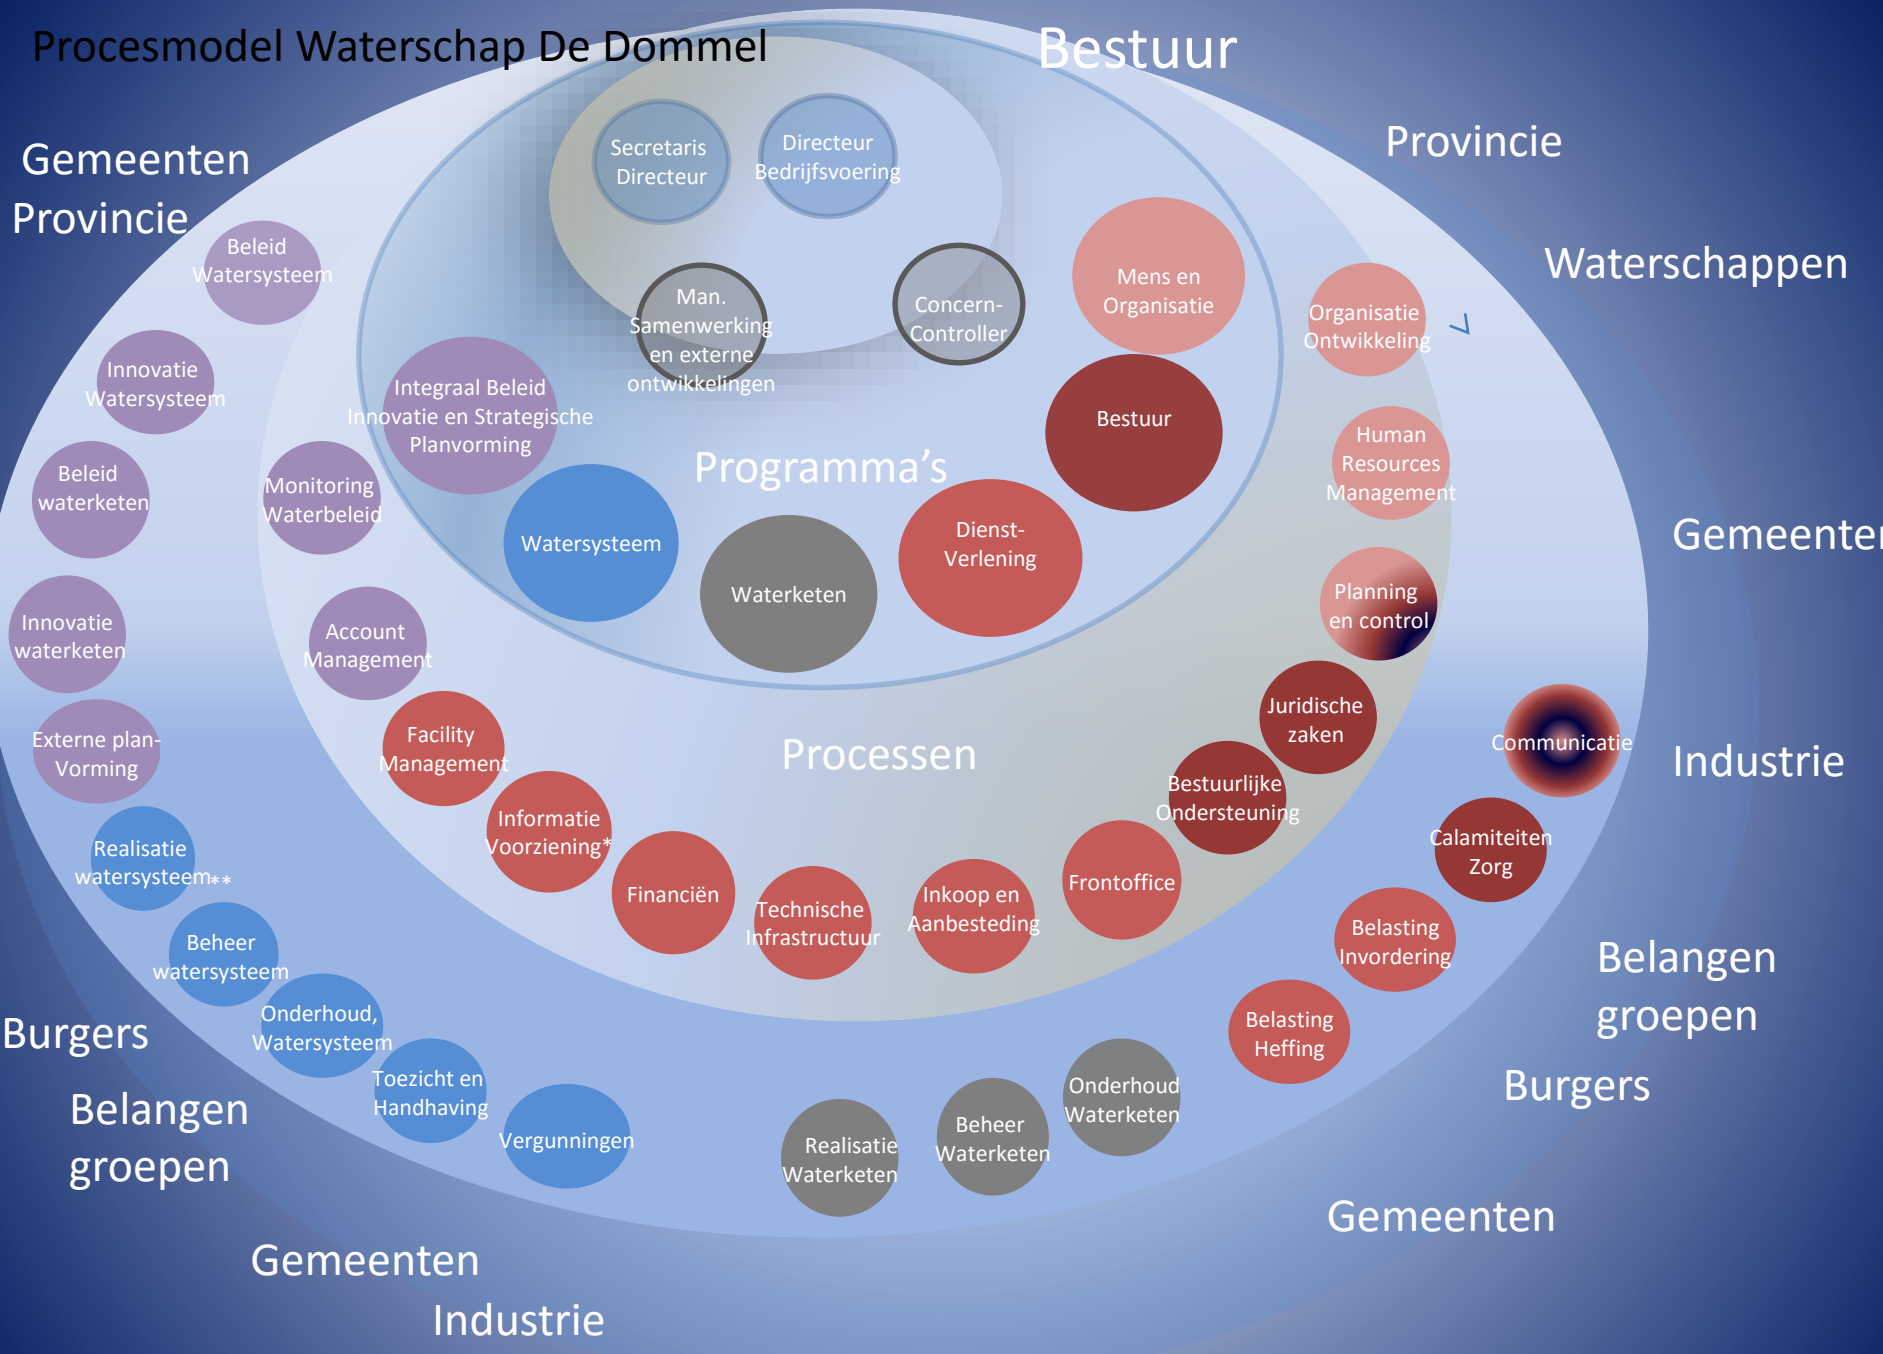 Procesmodel Waterschap De Dommel
Bestuur
Gemeenten
Provincie
Provincie
Waterschappen
Gemeenten
Industrie
Belangen
groepen
Burgers
Gemeenten
Burgers
Belangen
groepen
Gemeenten
Industrie
Secretaris
Directeur
Directeur
Bedrijfsvoering
Man.
Samenwerking
en externe
ontwikkelingen
Concern-
Controller
Mens en
Organisatie
Bestuur
Dienst-
Verlening
Waterketen
Watersysteem
Integraal Beleid
Innovatie en Strategische
Planvorming
Programma's
Processen
Organisatie
Ontwikkeling
Human
Resources
Management
Planning
en control
Juridische
zaken
Bestuurlijke
Ondersteuning
Frontoffice
Inkoop en
Aanbesteding
Technische
Infrastructuur
Financiën
Informatie
Voorziening*
Facility
Management
Account
Management
Monitoring
Waterbeleid
Beleid
Watersysteem
Innovatie
Watersysteem
Beleid
waterketen
Innovatie
waterketen
Externe plan-
Vorming
Realisatie
watersysteem**
Beheer
watersysteem
Onderhoud,
Watersysteem
Toezicht en
Handhaving
Vergunningen
Realisatie
Waterketen
Beheer
Waterketen
Onderhoud
Waterketen
Belasting
Heffing
Belasting
Invordering
Calamiteiten
Zorg
Communicatie